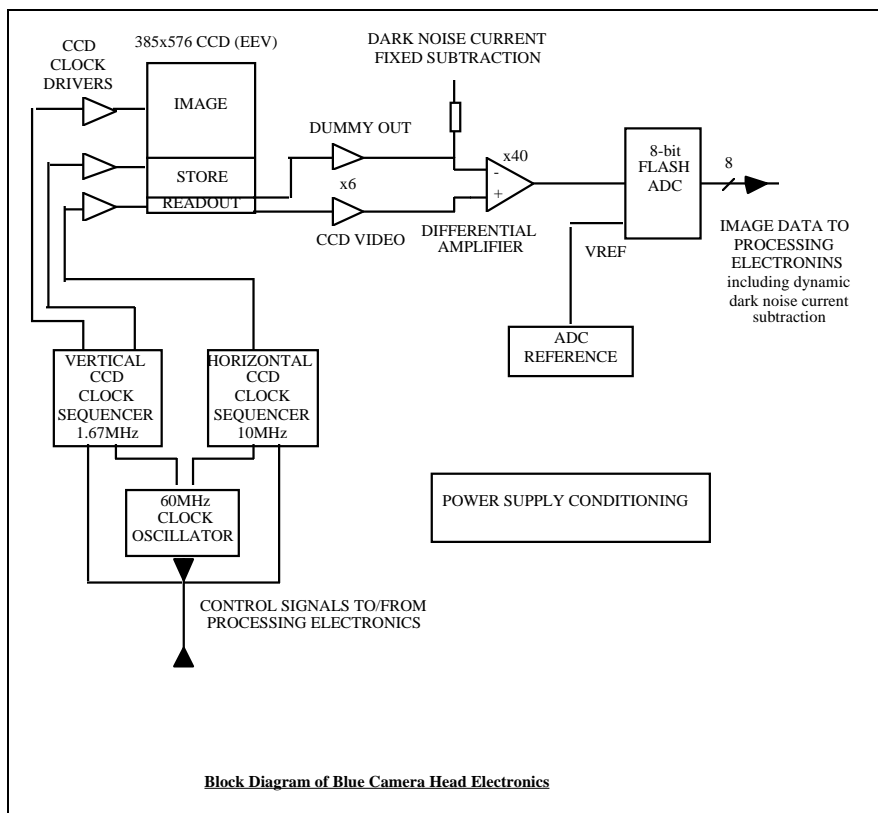 385x576 CCD (EEV)
CCD
CLOCK
DRIVERS
IMAGE
STORE
READOUT
DARK NOISE CURRENT
FIXED SUBTRACTION
DUMMY OUT
x6
CCD VIDEO
x40
-
+
DIFFERENTIAL
AMPLIFIER
8-bit
FLASH
ADC
8
VREF
IMAGE DATA TO
PROCESSING
ELECTRONINS
including dynamic
dark noise current
subtraction
ADC
REFERENCE
VERTICAL
CCD
CLOCK
SEQUENCER
1.67MHz
HORIZONTAL
CCD
CLOCK
SEQUENCER
10MHz
60MHz
CLOCK
OSCILLATOR
POWER SUPPLY CONDITIONING
CONTROL SIGNALS TO/FROM
PROCESSING ELECTRONICS
Block Diagram of Blue Camera Head Electronics